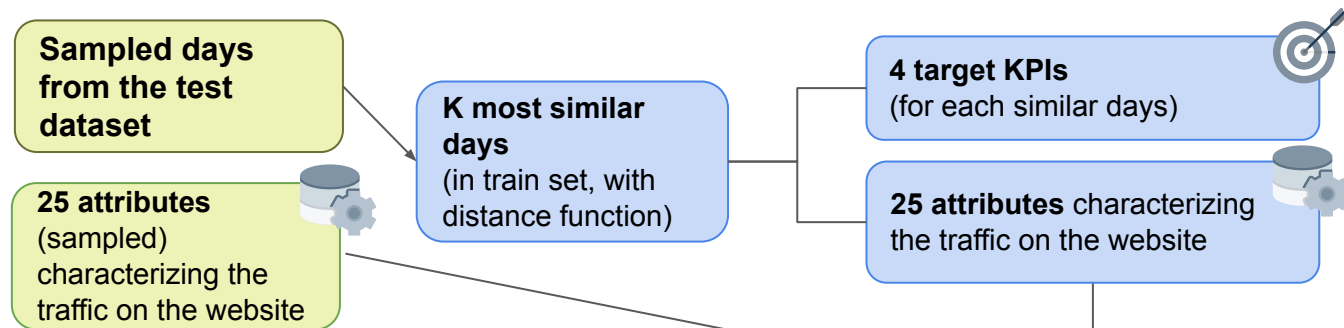 Sampled days
from the test
dataset
25 attributes
(sampled)
characterizing the
traffic on the website
K most similar
days
(in train set, with
distance function)
4 target KPIs
(for each similar days)
25 attributes characterizing
the traffic on the website